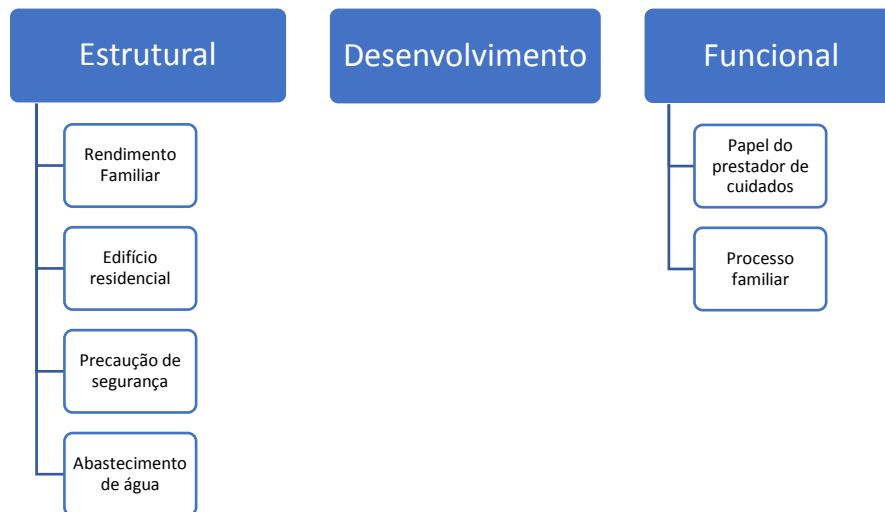 Estrutural
Rendimento
Familiar
Edifício
residencial
Precaução de
segurança
Abastecimento
de água
Desenvolvimento
Funcional
Papel do
prestador de
cuidados
Processo
familiar